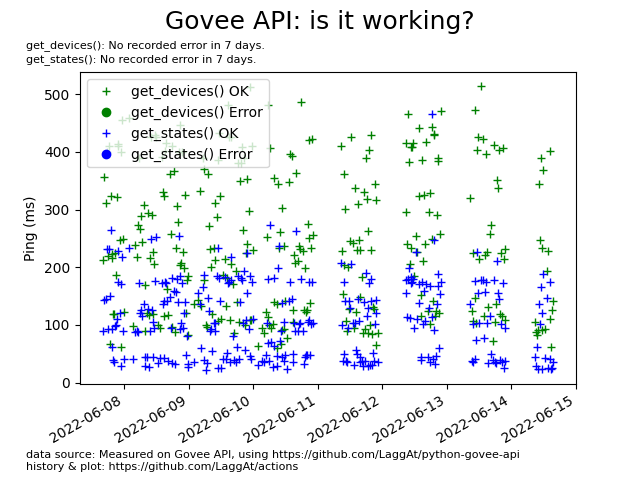 Govee API: is it working?
get_devices(): No recorded error in 7 days.
get_states(): No recorded error in 7 days.
get_devices() OK
get_devices() Error
get_states() OK
get_states() Error
Ping (ms)
500
400
300
200
100
0
2022-06-08
2022-06-09
2022-06-10
2022-06-11
2022-06-12
2022-06-13
2022-06-14
2022-06-15
data source: Measured on Govee API, using https://github.com/LaggAt/python-govee-api
history & plot: https://github.com/LaggAt/actions